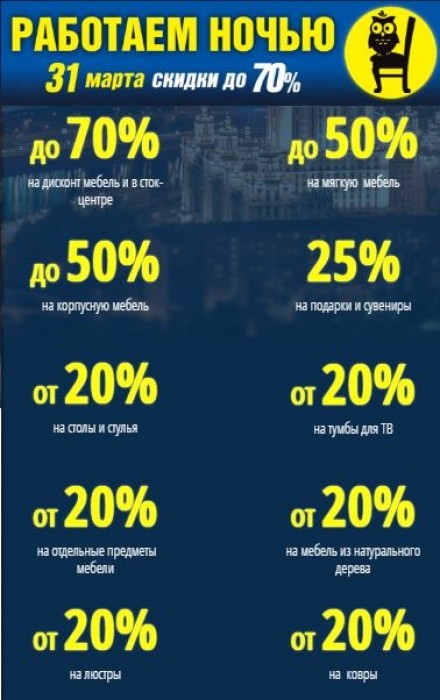 РАБОТАЕМ НОЧЬЮ
31 марта скидки до 70%
до 70%
на дисконт мебель и в сток-
центре
до 50%
на мягкую мебель
до 50%
на корпусную мебель
25%
на подарки и сувениры
от 20%
на столы и стулья
от 20%
на тумбы для ТВ
от 20%
на отдельные предметы
мебели
от 20%
на мебель из натурального
дерева
от 20%
на люстры
от 20%
на ковры